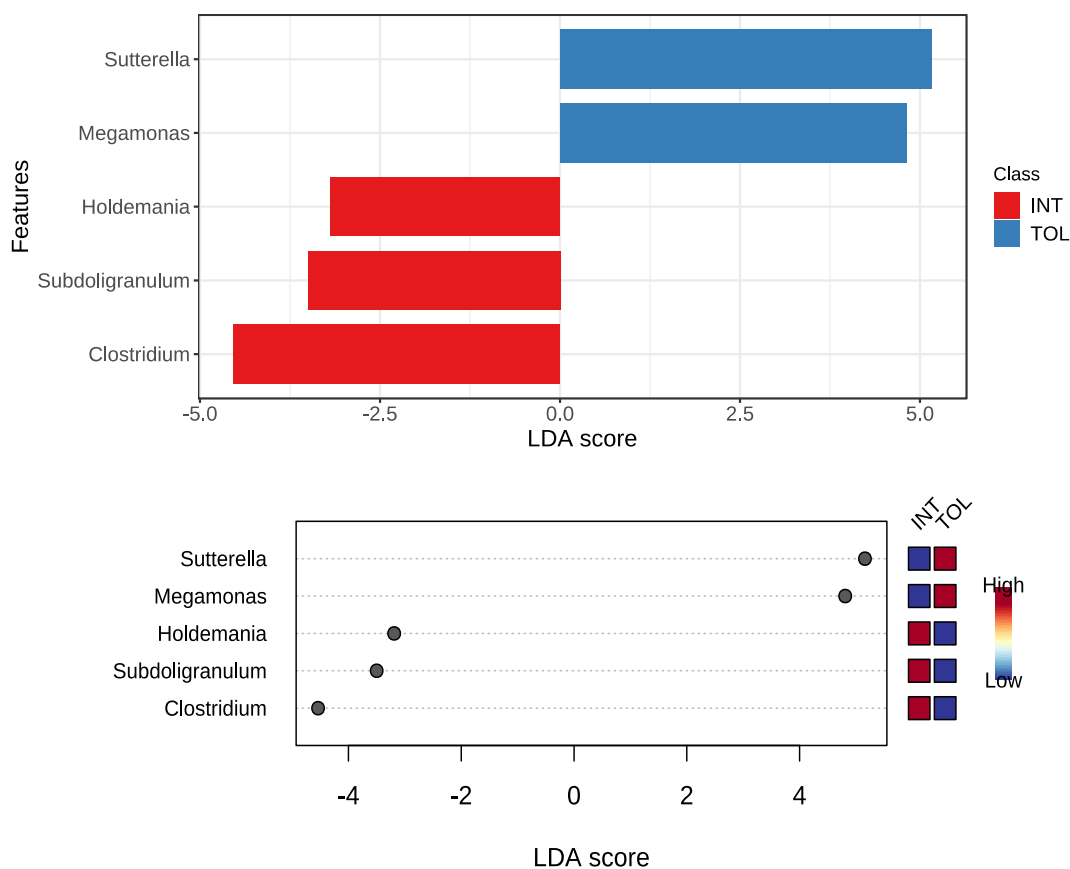 Sutterella
Megamonas
Holdemania
Subdoligranulum
Clostridium
Features
-5.0 -2.5 0.0 2.5 5.0
LDA score
Class
INT
TOL
INT TOL
Sutterella
Megamonas
Holdemania
Subdoligranulum
Clostridium
High
Low
-4 -2 0 2 4
LDA score